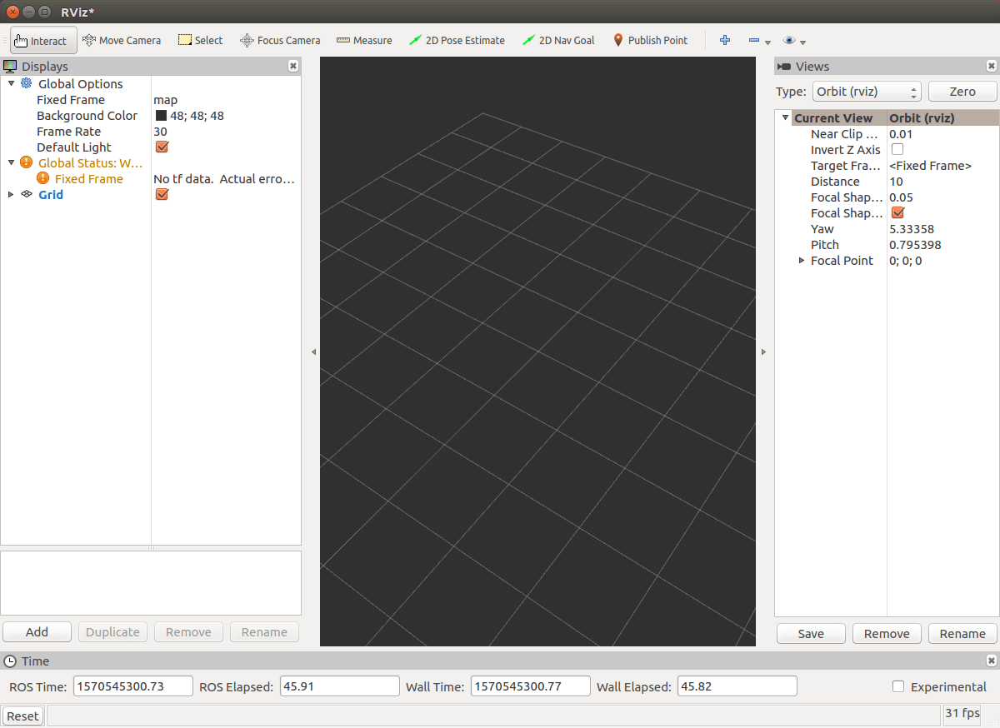 RViz*
Interact Move Camera Select Focus Camera Measure 2D Pose Estimate 2D Nav Goal Publish Point
Displays
Global Options
Fixed Frame map
Background Color 48; 48; 48
Frame Rate 30
Default Light
Global Status: W...
Fixed Frame No tf data. Actual erro...
Grid
Add Duplicate Remove Rename
Views
Type: Orbit (rviz) Zero
Current View Orbit (rviz)
Near Clip ... 0.01
Invert Z Axis
Target Fra... <Fixed Frame>
Distance 10
Focal Shap... 0.05
Focal Shap...
Yaw 5.33358
Pitch 0.795398
Focal Point 0; 0; 0
Save Remove Rename
Time
ROS Time: 1570545300.73 ROS Elapsed: 45.91 Wall Time: 1570545300.77 Wall Elapsed: 45.82 Experimental
Reset 31 fps